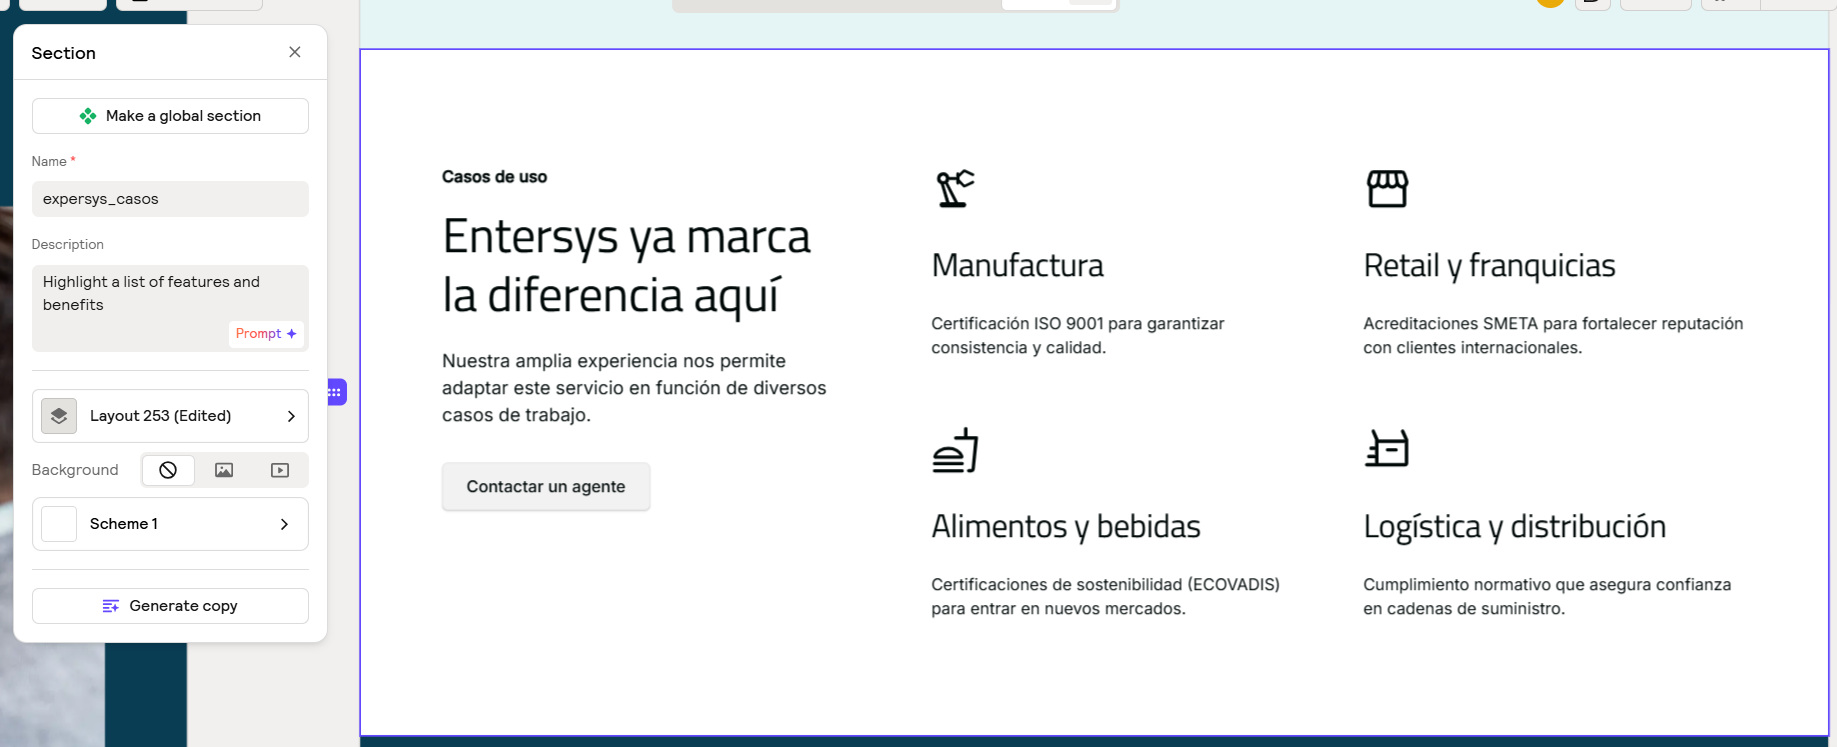 Section
Make a global section
Name *
expersys_casos
Description
Highlight a list of features and
benefits
Prompt
Layout 253 (Edited)
Background
Scheme 1
Generate copy
Casos de uso
Entersys ya marca
la diferencia aquí
Nuestra amplia experiencia nos permite
adaptar este servicio en función de diversos
casos de trabajo.
Contactar un agente
Manufactura
Certificación ISO 9001 para garantizar
consistencia y calidad.
Retail y franquicias
Acreditaciones SMETA para fortalecer reputación
con clientes internacionales.
Alimentos y bebidas
Certificaciones de sostenibilidad (ECOVADIS)
para entrar en nuevos mercados.
Logística y distribución
Cumplimiento normativo que asegura confianza
en cadenas de suministro.